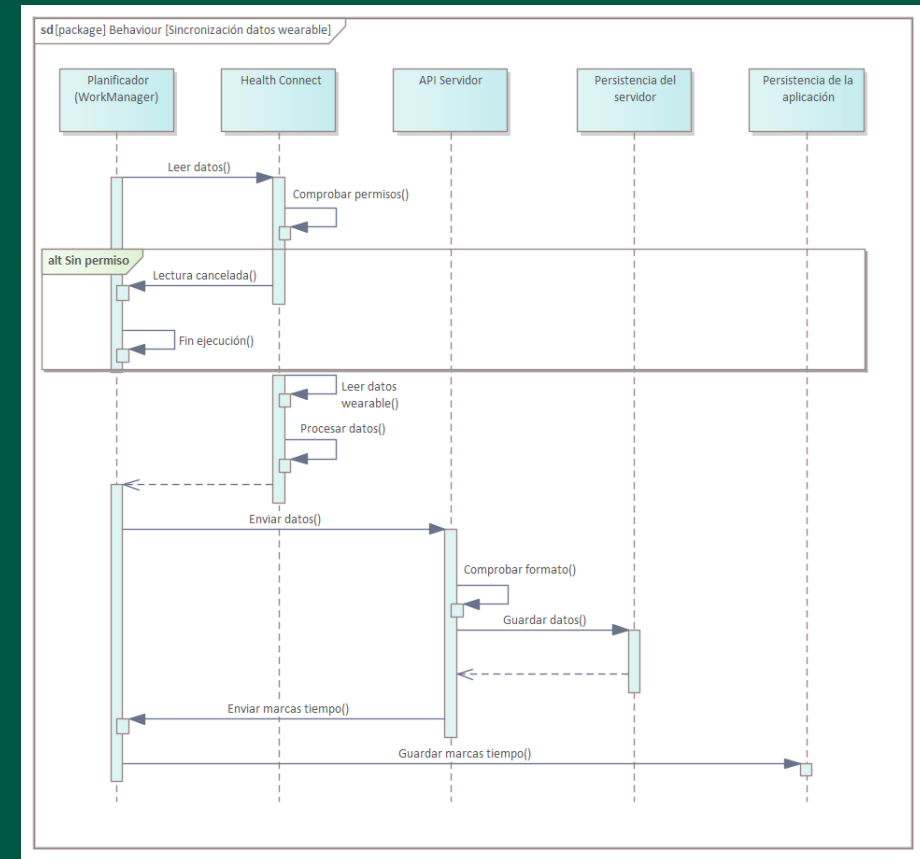 sd [package] Behaviour [Sincronización datos wearable]
Planificador
(WorkManager)
Health Connect
API Servidor
Persistencia del
servidor
Persistencia de la
aplicación
Leer datos()
Comprobar permisos()
alt Sin permiso
Lectura cancelada()
Fin ejecución()
Leer datos
wearable()
Procesar datos()
Enviar datos()
Comprobar formato()
Guardar datos()
Enviar marcas tiempo()
Guardar marcas tiempo()